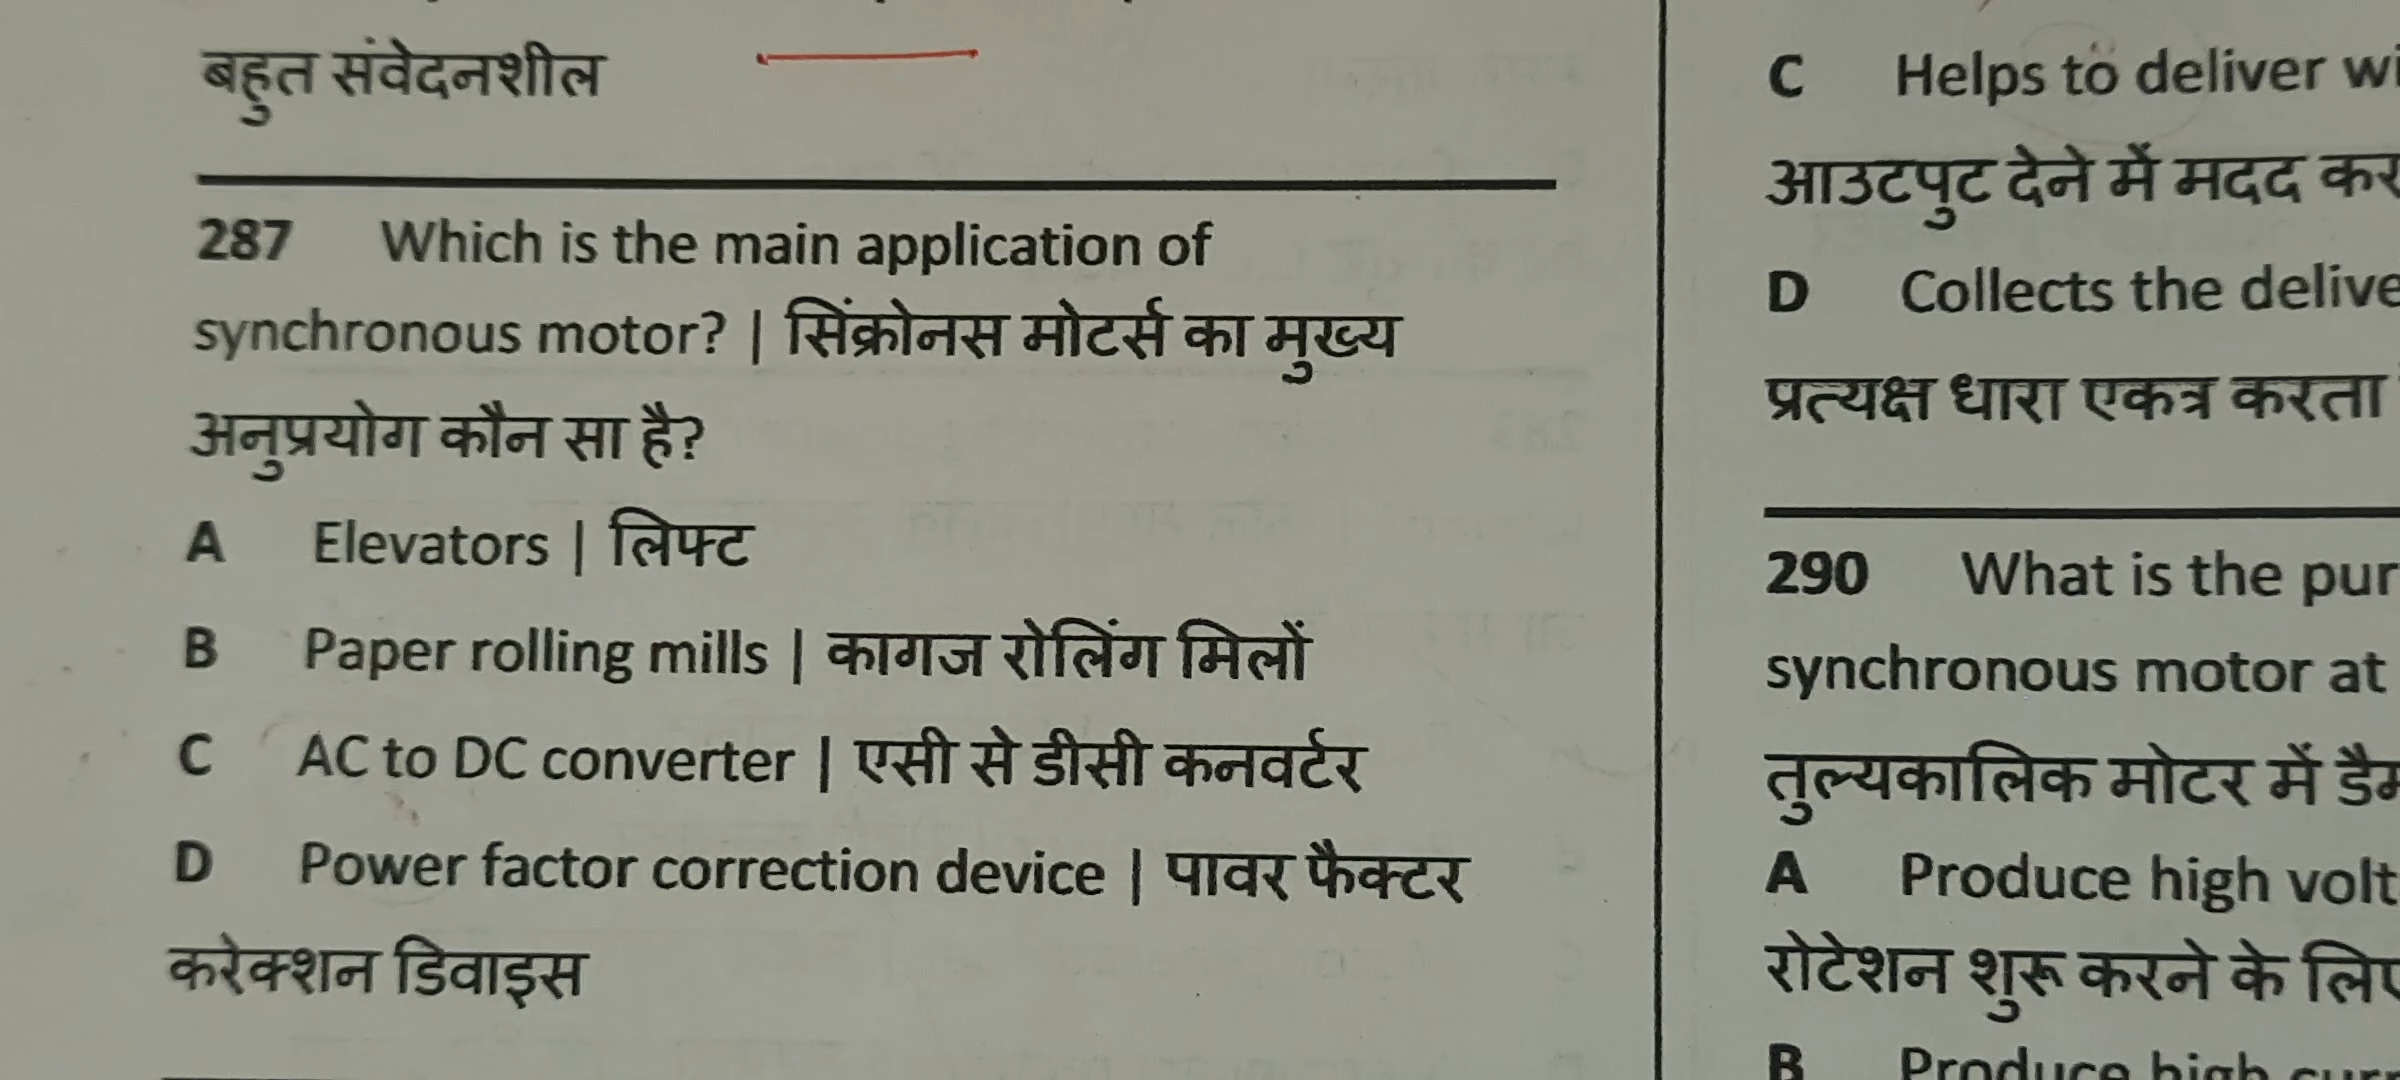 बहुत संवेदनशील
287 Which is the main application of
synchronous motor? | सिंक्रोनस मोटर्स का मुख्य
अनुप्रयोग कौन सा है?
A Elevators | लिफ्ट
B Paper rolling mills | कागज रोलिंग मिलों
C AC to DC converter | एसी से डीसी कनवर्टर
D Power factor correction device | पावर फैक्टर
करेक्शन डिवाइस
C Helps to deliver
आउटपुट देने में मदद
D Collects the
प्रत्यक्ष धारा एकत्र करता
290 What is the
synchronous motor at
तुल्यकालिक मोटर में
A Produce high
रोटेशन शुरू करने के
B Produce high